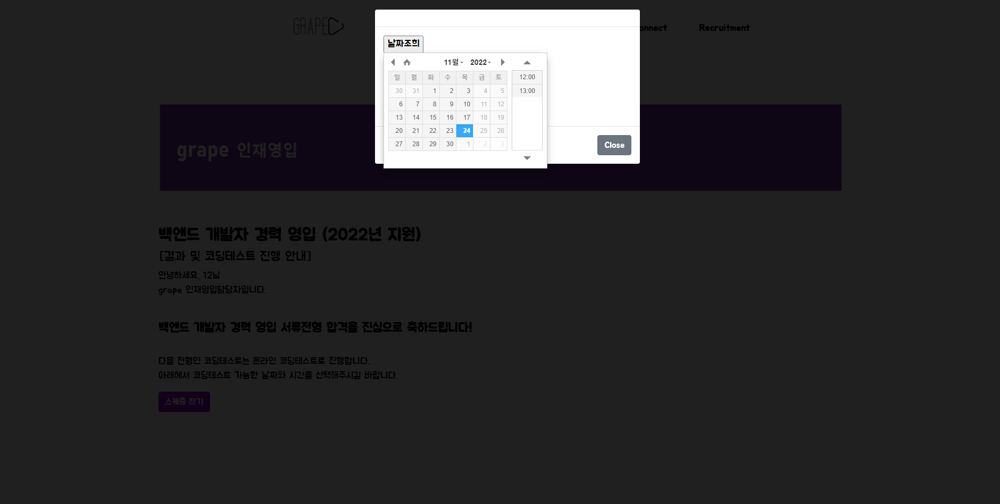 GRAPE
onnect
Recruitment
날짜조희
11월
2022
일 월 화 수 목 금 토
30 31 1 2 3 4 5
6 7 8 9 10 11 12
13 14 15 16 17 18 19
20 21 22 23 24 25 26
27 28 29 30 1 2 3
12:00
13:00
Close
grape 인재영입
백엔드 개발자 경력 영입 (2022년 지원)
[결과 및 코딩테스트 진행 안내]
안녕하세요. 12님
grape 인재영입담당자입니다.
백엔드 개발자 경력 영입 서류전형 합격을 진심으로 축하드립니다!
다음 전형인 코딩테스트는 온라인 코딩테스트로 진행합니다.
아래에서 코딩테스트 가능한 날짜와 시간을 선택해주시길 바랍니다.
스케줄 잡기